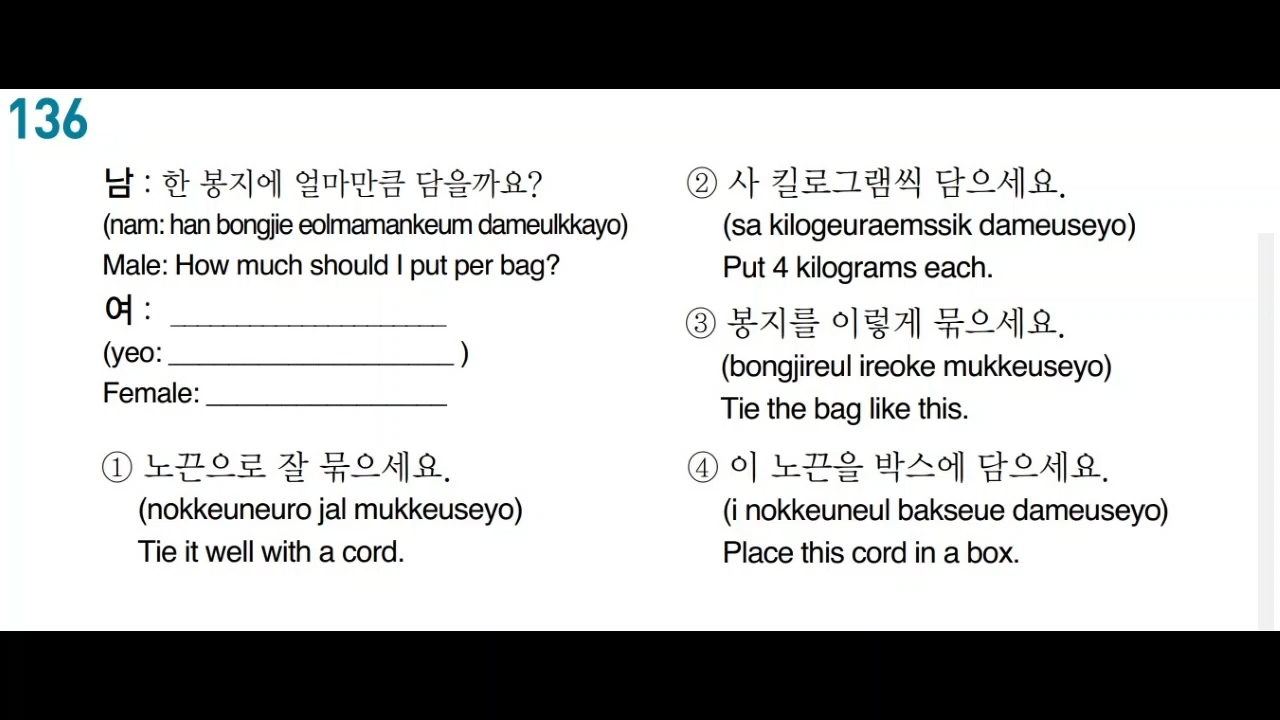 136
남 : 한 봉지에 얼마만큼 담을까요?
(nam: han bongjie eolmamankeum dameulkkayo)
Male: How much should I put per bag?
여 : ____________________
(yeo: ____________________ )
Female: _________________
① 노끈으로 잘 묶으세요.
(nokkeuneuro jal mukkeuseyo)
Tie it well with a cord.
② 사 킬로그램씩 담으세요.
(sa kilogeuraemssik dameuseyo)
Put 4 kilograms each.
③ 봉지를 이렇게 묶으세요.
(bongjireul ireoke mukkeuseyo)
Tie the bag like this.
④ 이 노끈을 박스에 담으세요.
(i nokkeuneul bakseue dameuseyo)
Place this cord in a box.